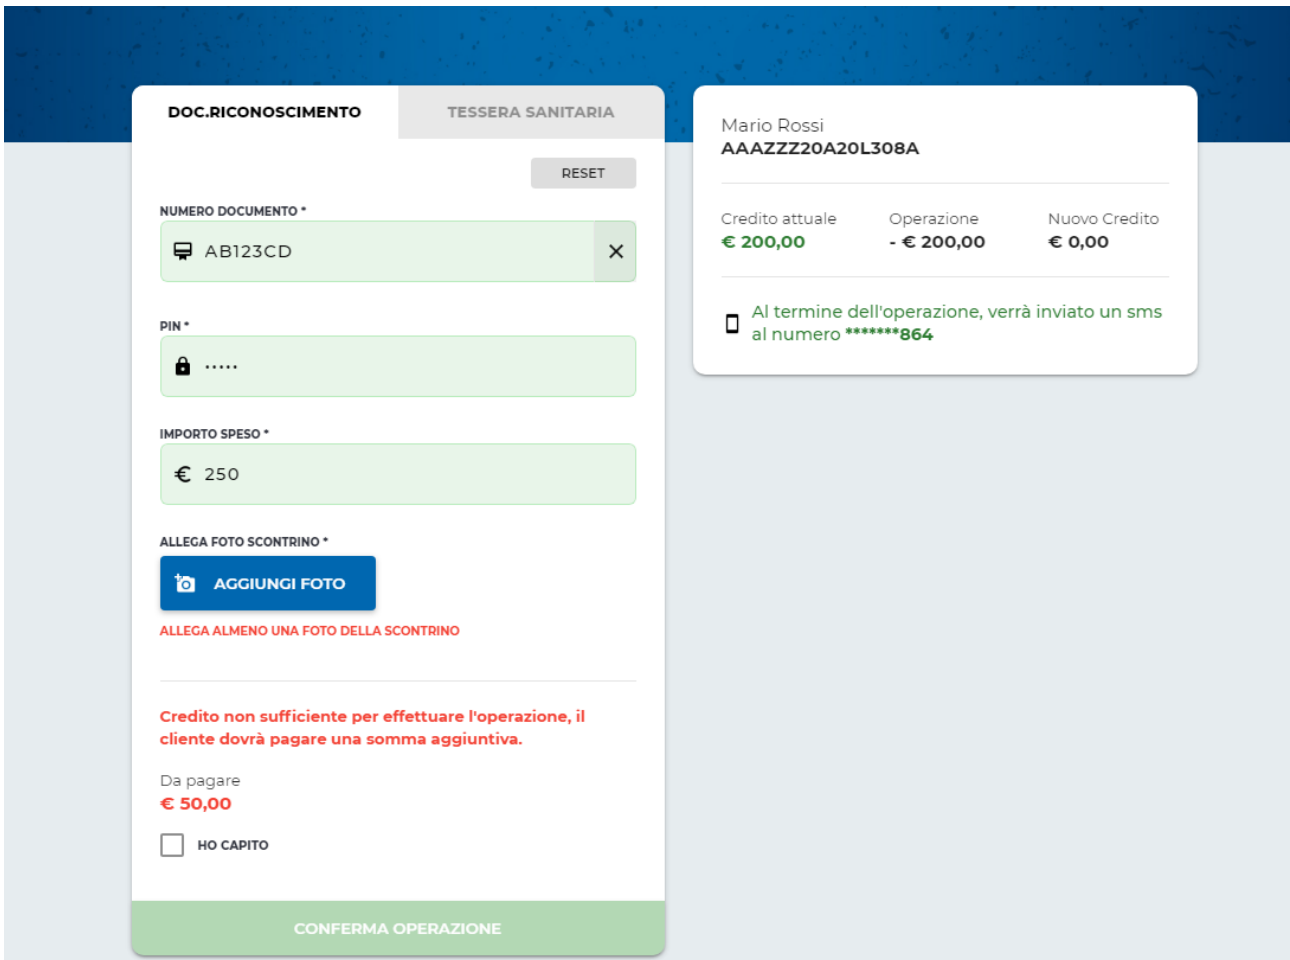 DOC.RICONOSCIMENTO
TESSERA SANITARIA
RESET
NUMERO DOCUMENTO *
AB123CD
PIN *
•••••
IMPORTO SPESO *
€ 250
ALLEGA FOTO SCONTRINO *
AGGIUNGI FOTO
ALLEGA ALMENO UNA FOTO DELLA SCONTRINO
Credito non sufficiente per effettuare l'operazione, il
cliente dovrà pagare una somma aggiuntiva.
Da pagare
€ 50,00
HO CAPITO
CONFERMA OPERAZIONE
Mario Rossi
AAAZZZ20A20L308A
Credito attuale
€ 200,00
Operazione
- € 200,00
Nuovo Credito
€ 0,00
Al termine dell'operazione, verrà inviato un sms
al numero *******864